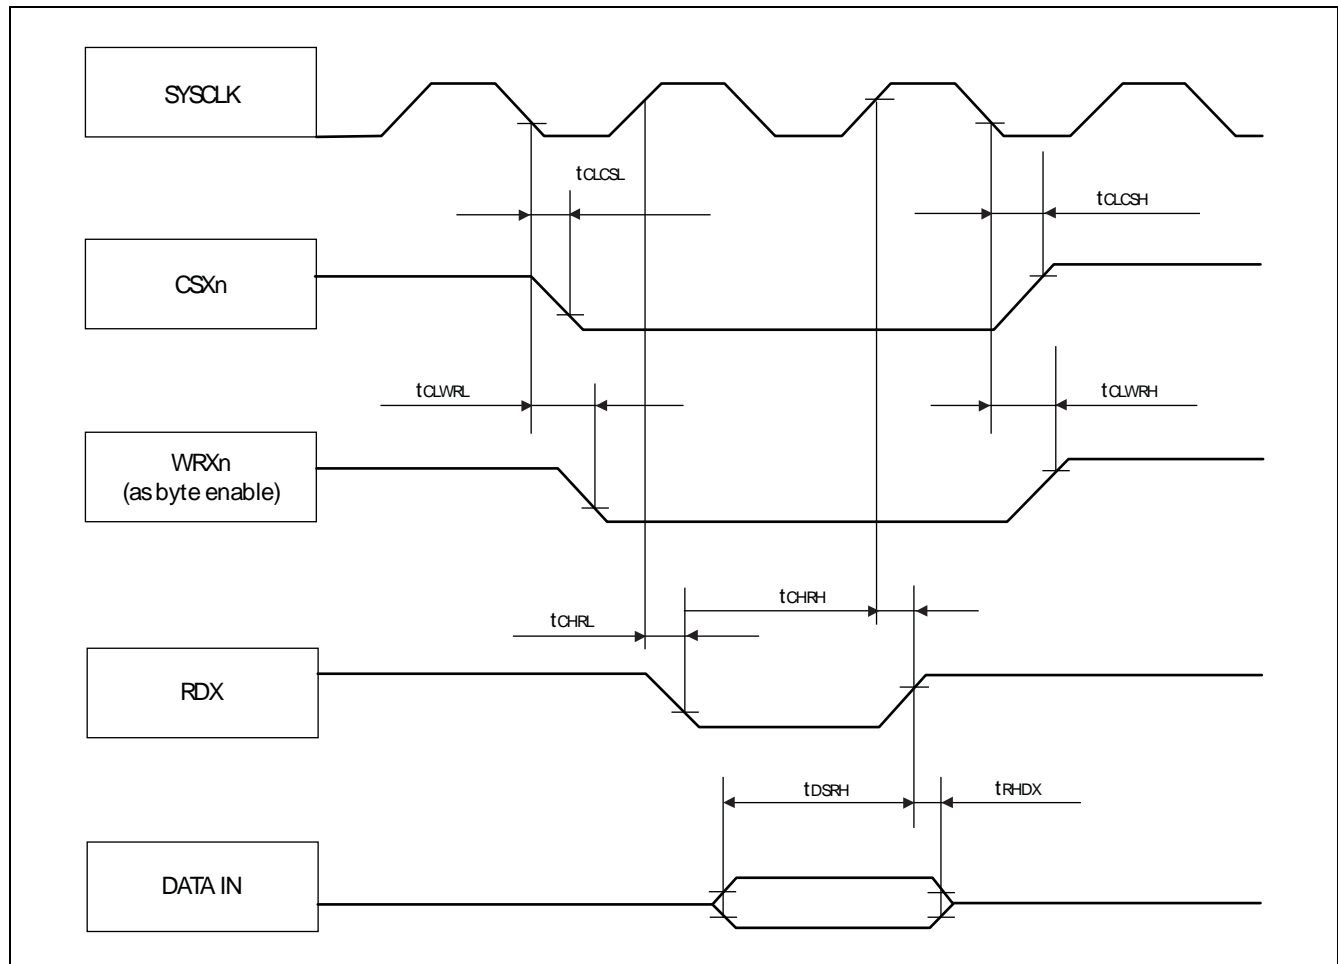 SYSCLK
tCLCSL
tCLCSH
CSXn
tCLWRL
tCLWRH
WRXn
(as byte enable)
tCHRH
tCHRL
RDX
tDSRH
tRHDX
DATA IN